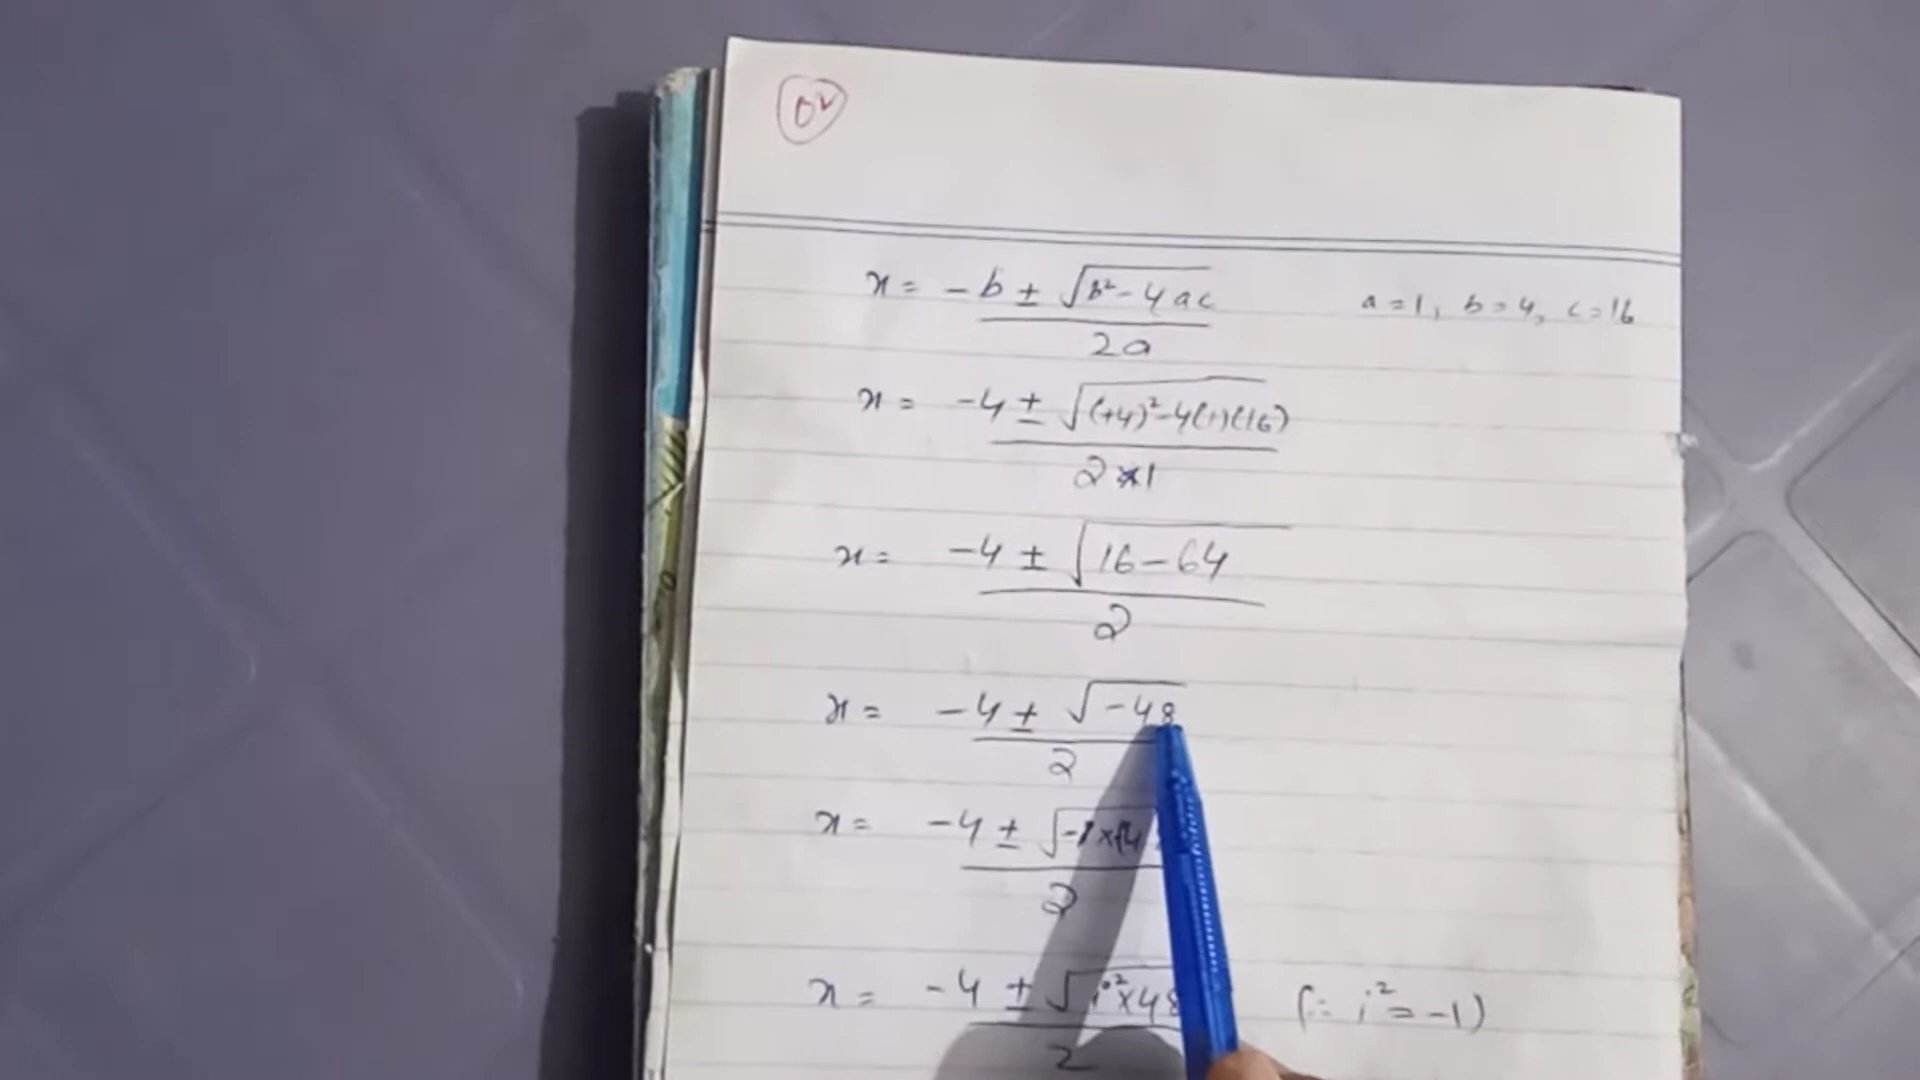 02
x = -b ± √b² - 4ac a=1, b=4, c=16
2a
x = -4 ± √(+4)²-4(1)(16)
2×1
x = -4 ± √16-64
2
x = -4 ± √-48
2
x = -4 ± √-1×
2
x = -4 ± √i²×48 (∵ i² = -1)
2